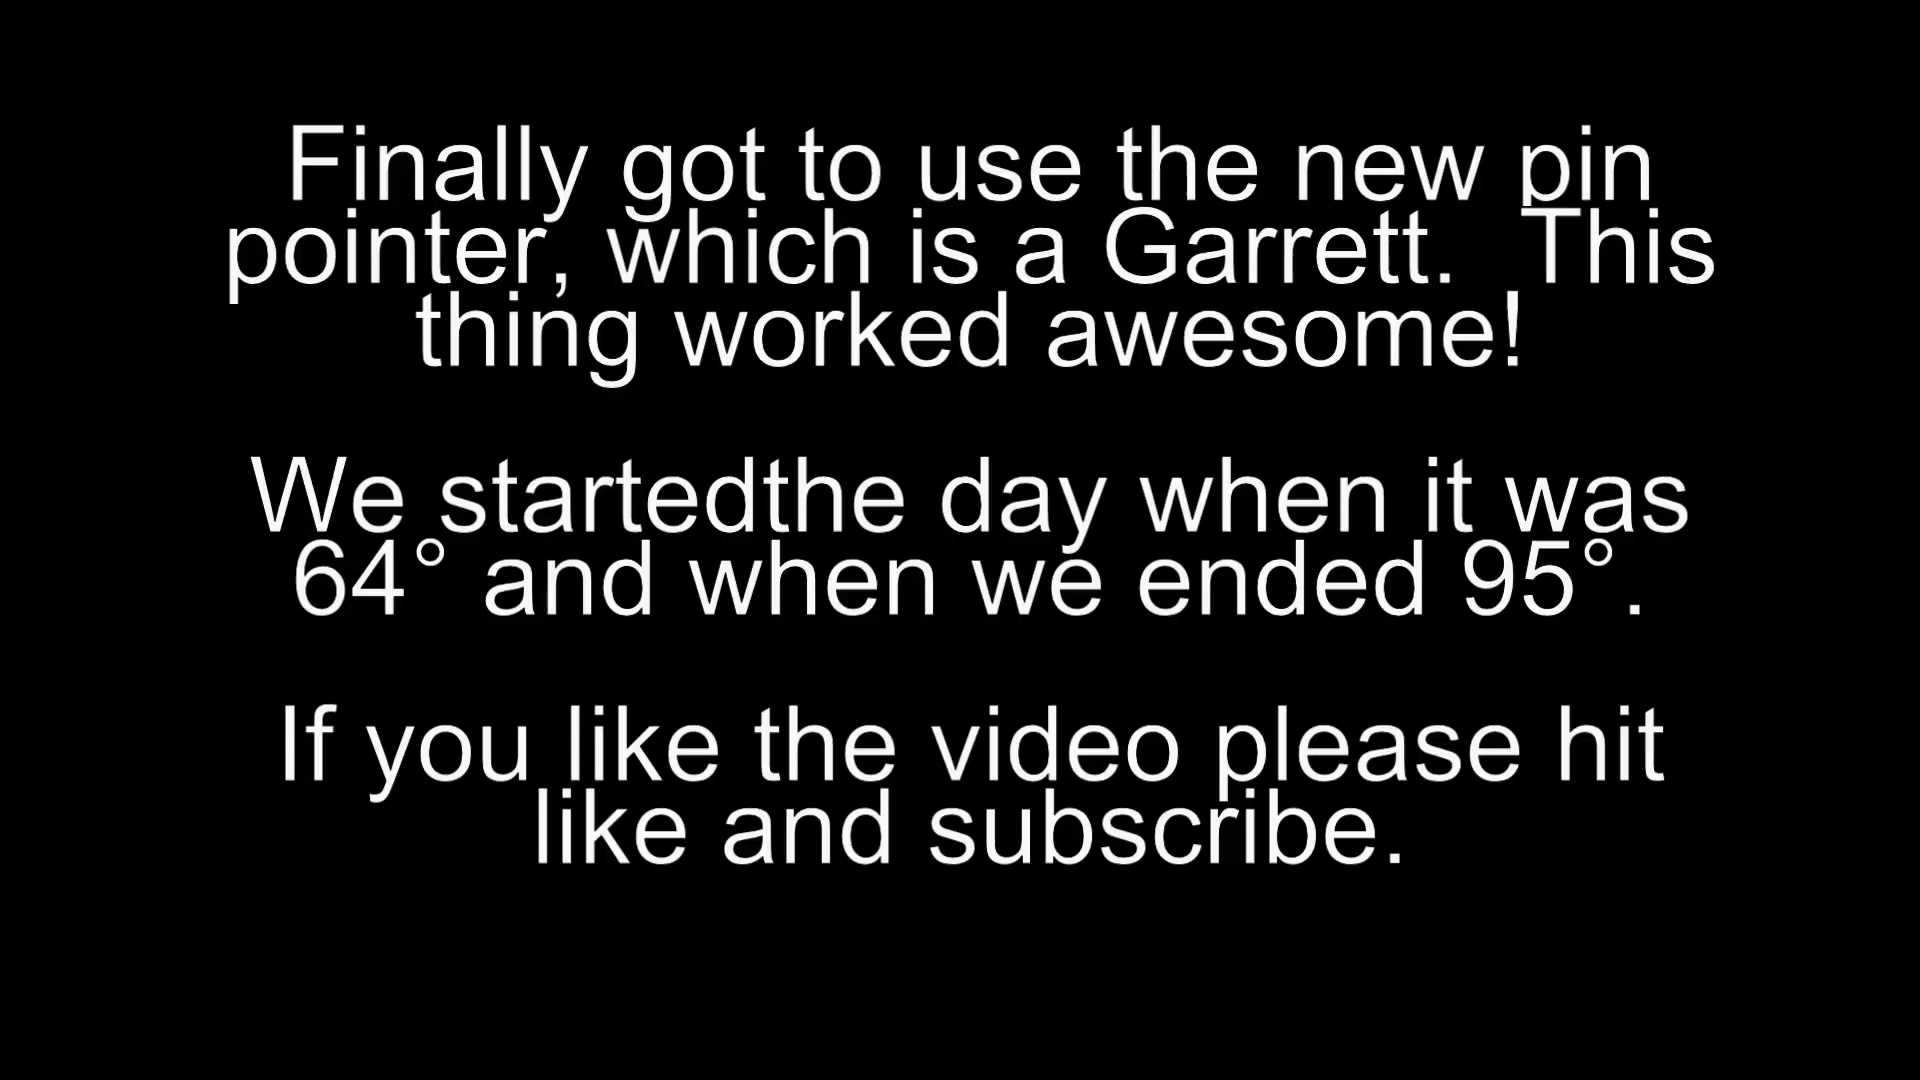 Finally got to use the new pin
pointer, which is a Garrett.  This
thing worked awesome!
We startedthe day when it was
64° and when we ended 95°.
If you like the video please hit
like and subscribe.